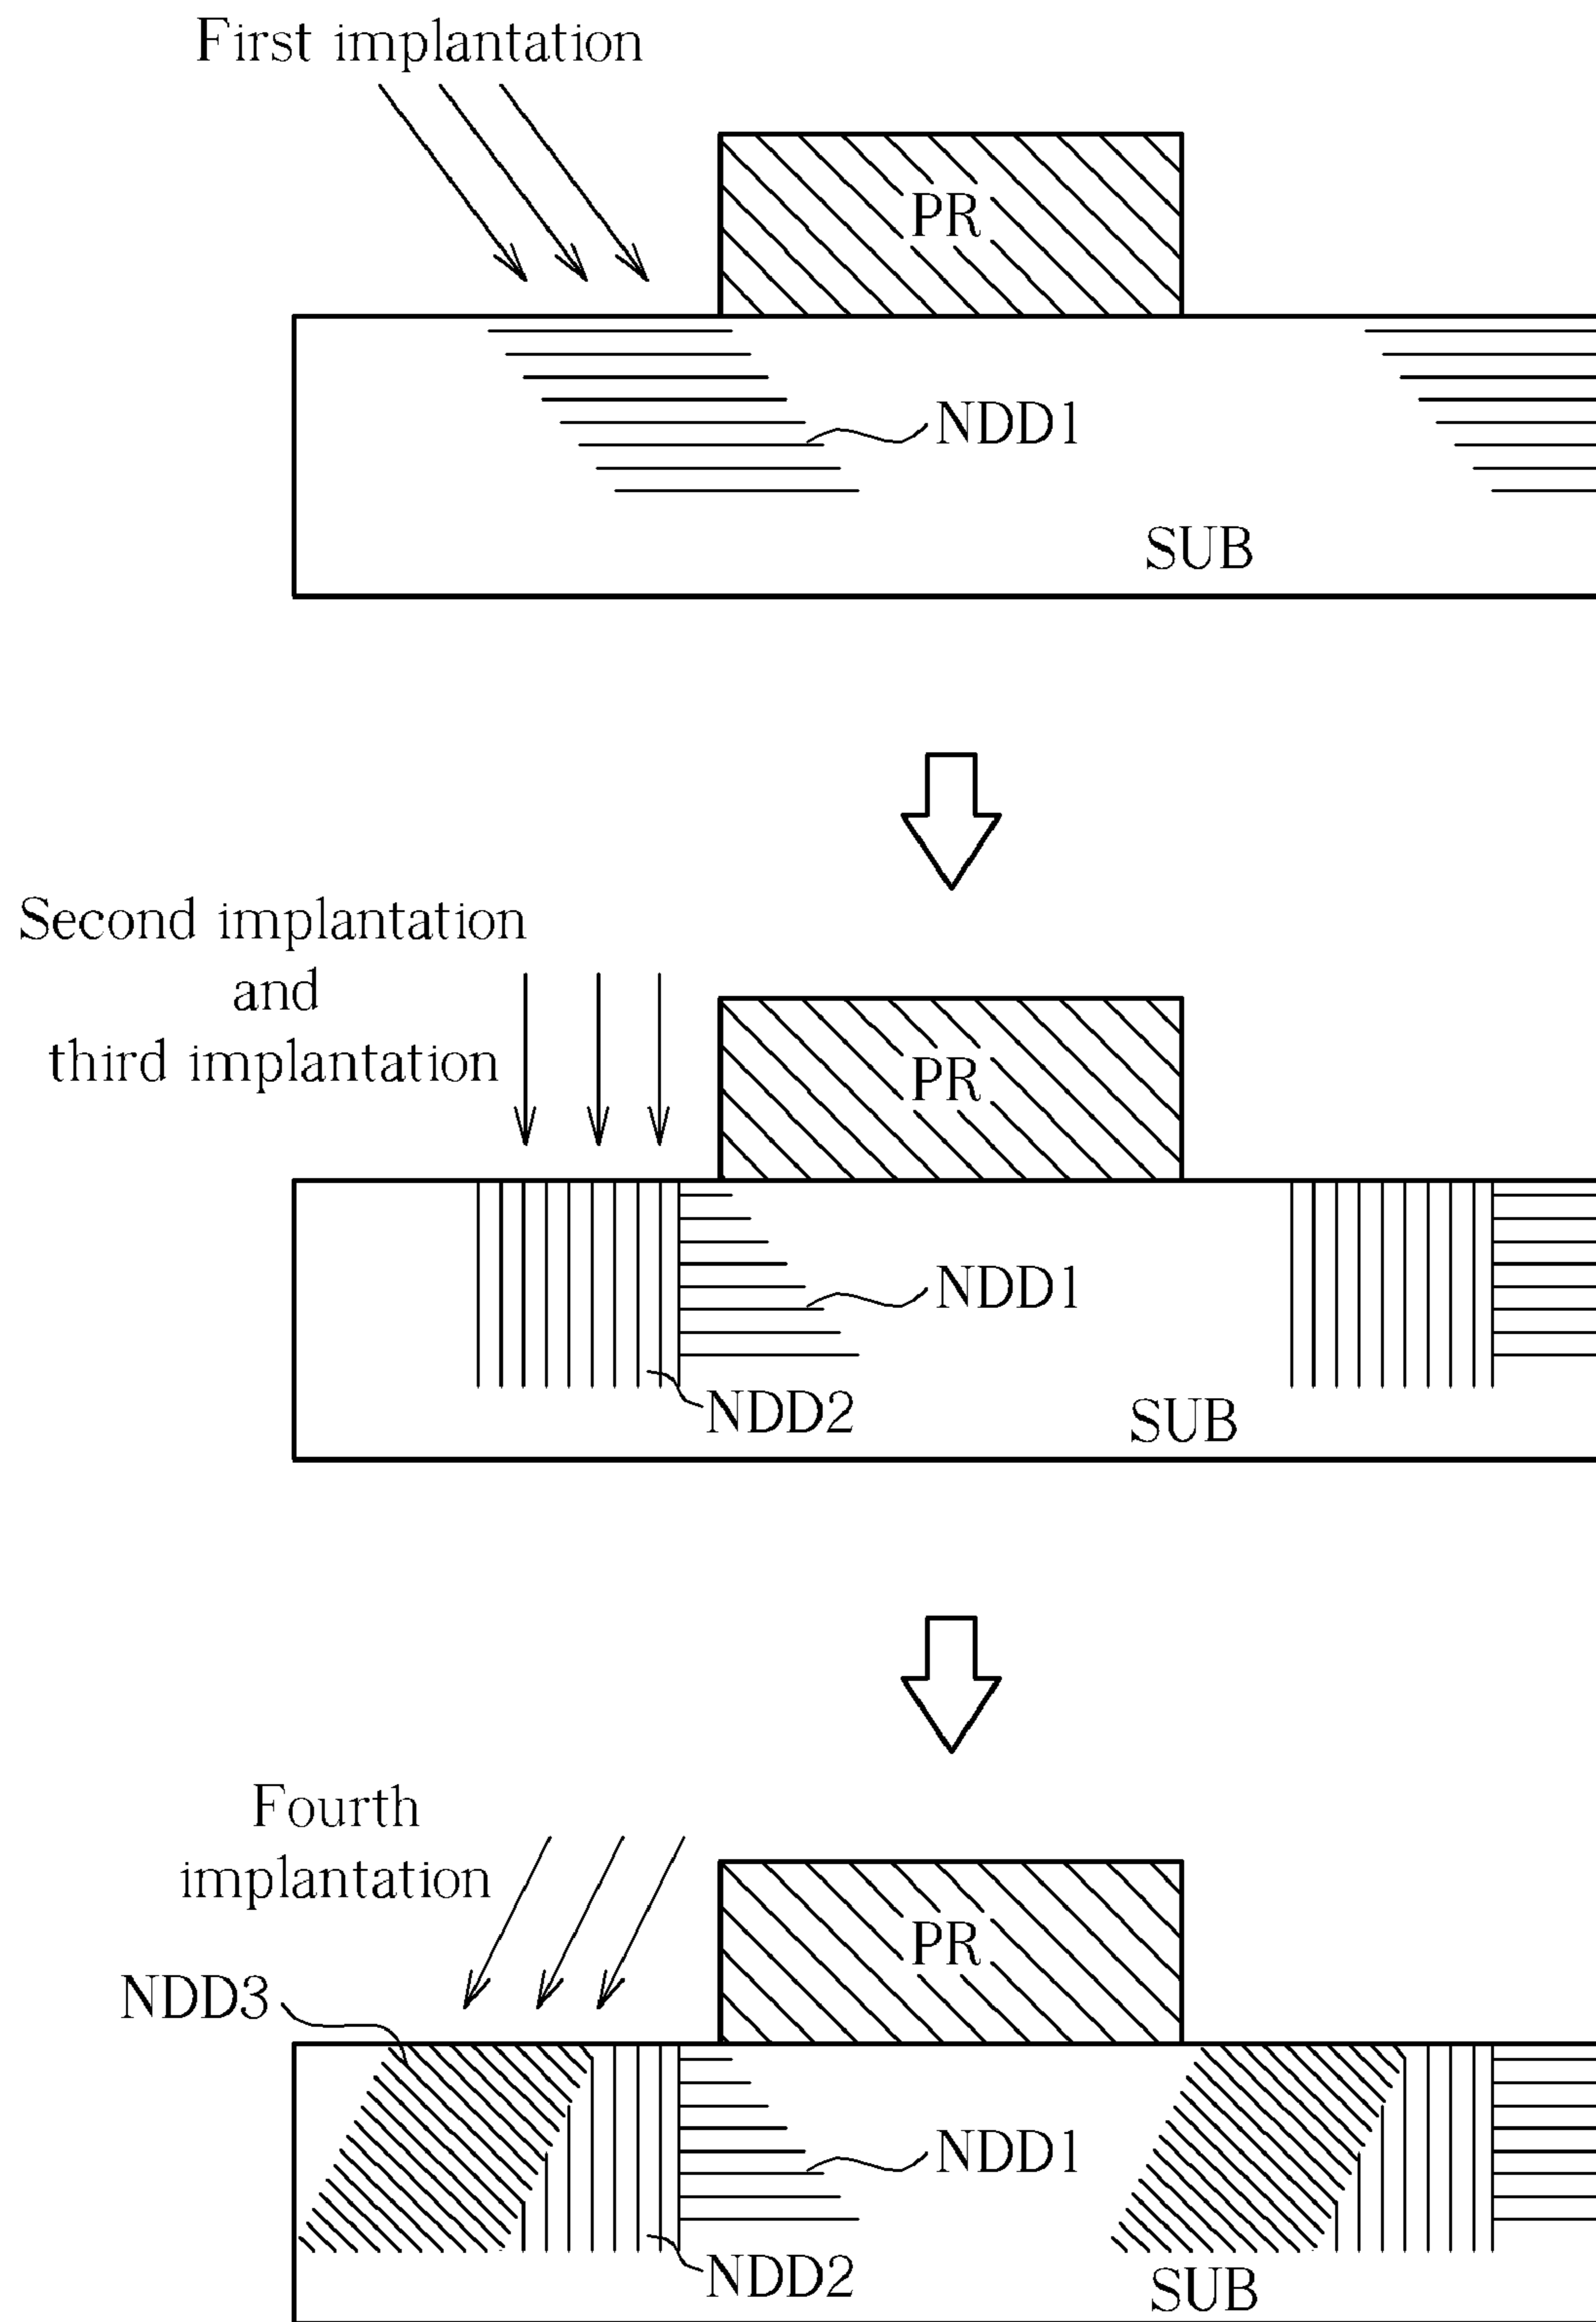 First implantation
PR
NDD1
SUB
Second implantation
and
third implantation
PR
NDD1
NDD2
SUB
Fourth
implantation
PR
NDD3
NDD1
NDD2
SUB